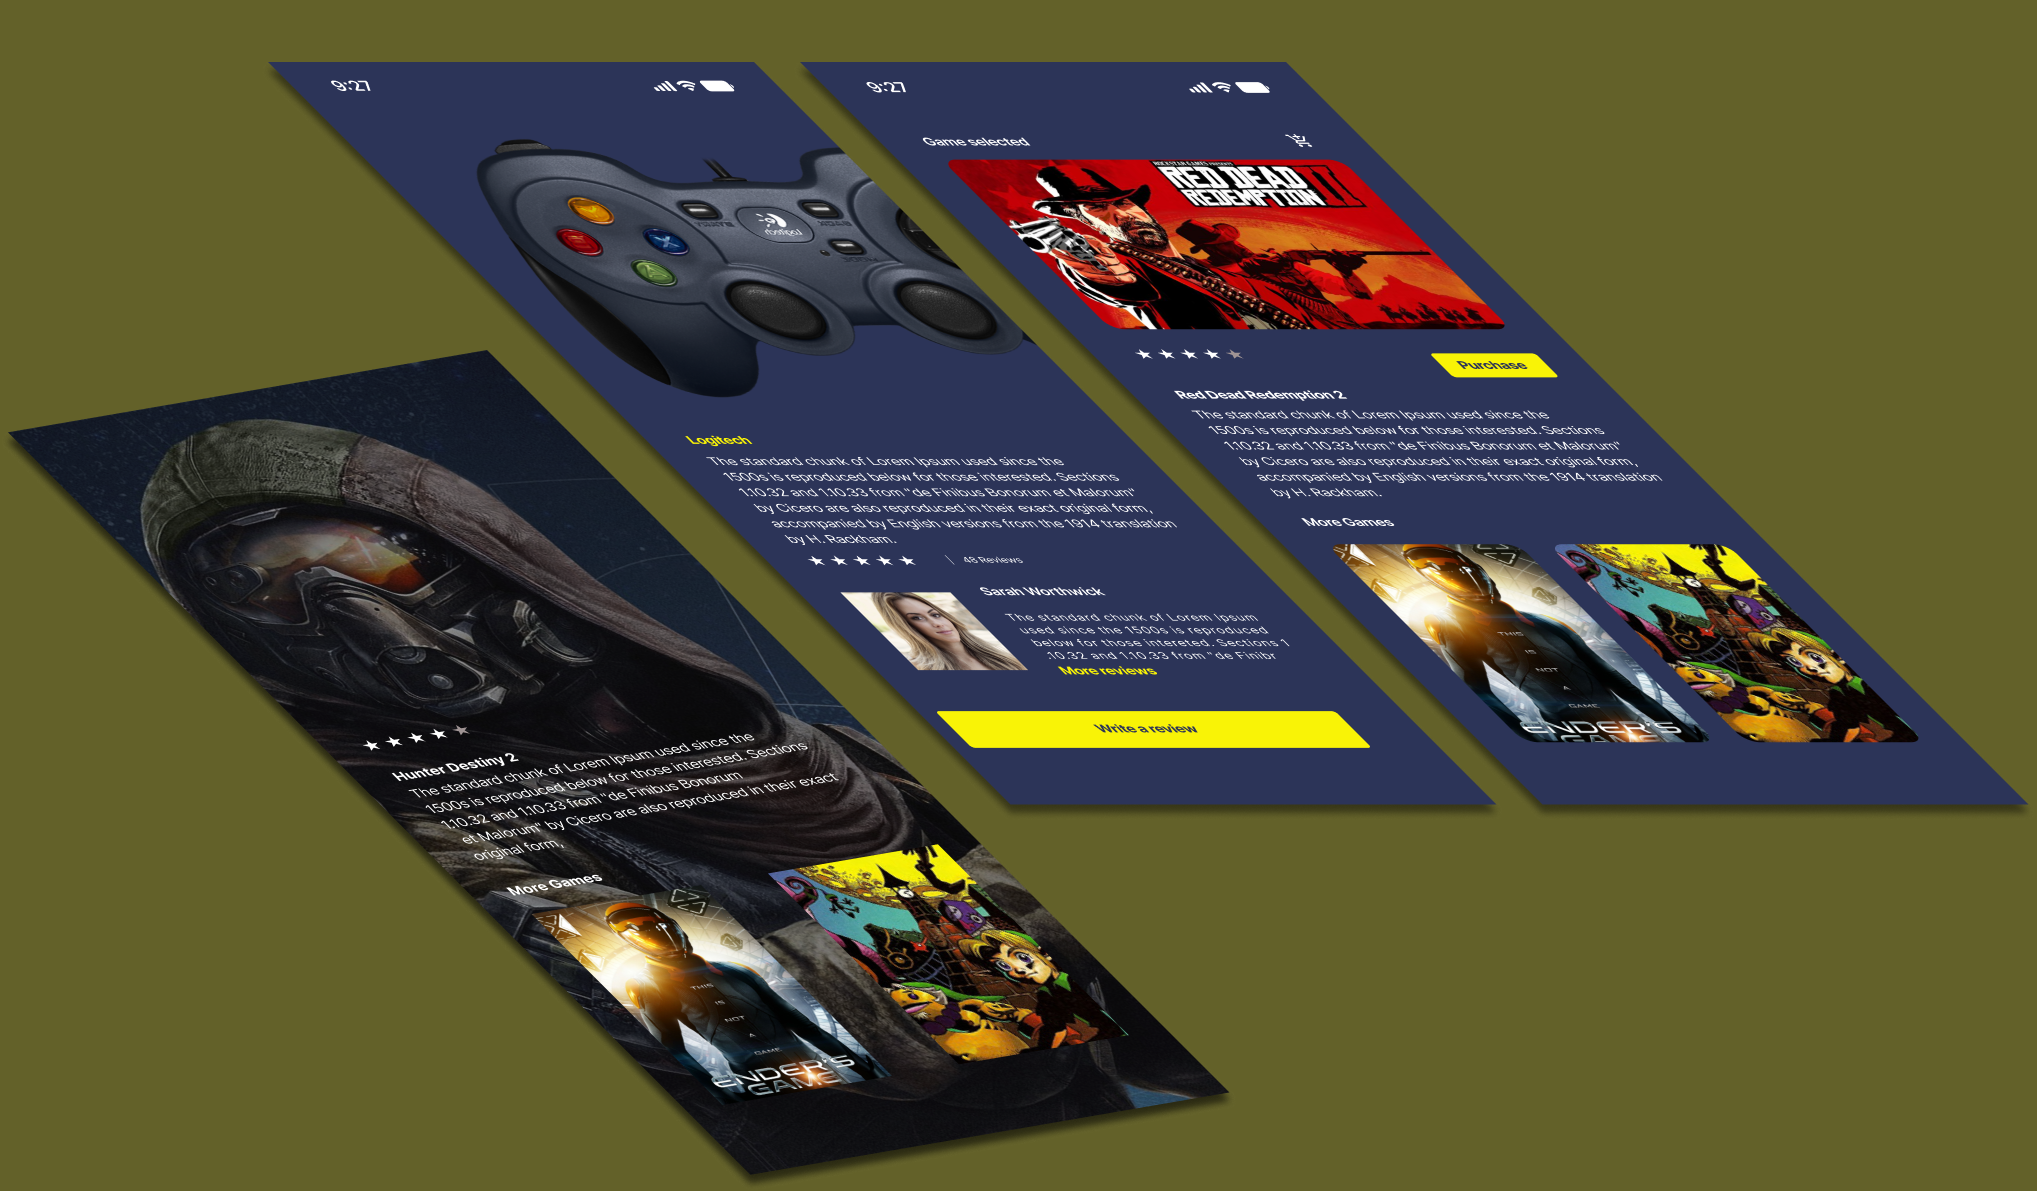 9:27
Logitech
Logitech
The standard chunk of Lorem Ipsum used since the
1500s is reproduced below for those interested. Sections
1.10.32 and 1.10.33 from "de Finibus Bonorum et Malorum"
by Cicero are also reproduced in their exact original form,
accompanied by English versions from the 1914 translation
by H. Rackham.
48 Reviews
Sarah Worthwick
The standard chunk of Lorem Ipsum
used since the 1500s is reproduced
below for those intereted. Sections 1
.10.32 and 1.10.33 from "de Finibr
More reviews
Write a review
9:27
Game selected
ROCKSTAR GAMES PRESENTS
RED DEAD
REDEMPTION II
Purchase
Red Dead Redemption 2
The standard chunk of Lorem Ipsum used since the
1500s is reproduced below for those interested. Sections
1.10.32 and 1.10.33 from "de Finibus Bonorum et Malorum"
by Cicero are also reproduced in their exact original form,
accompanied by English versions from the 1914 translation
by H. Rackham.
More Games
THIS
IS
NOT
A
GAME
ENDER'S
GAME
Hunter Destiny 2
The standard chunk of Lorem Ipsum used since the
1500s is reproduced below for those interested. Sections
1.10.32 and 1.10.33 from "de Finibus Bonorum
et Malorum" by Cicero are also reproduced in their exact
original form,
More Games
THIS
IS
NOT
A
GAME
ENDER'S
GAME